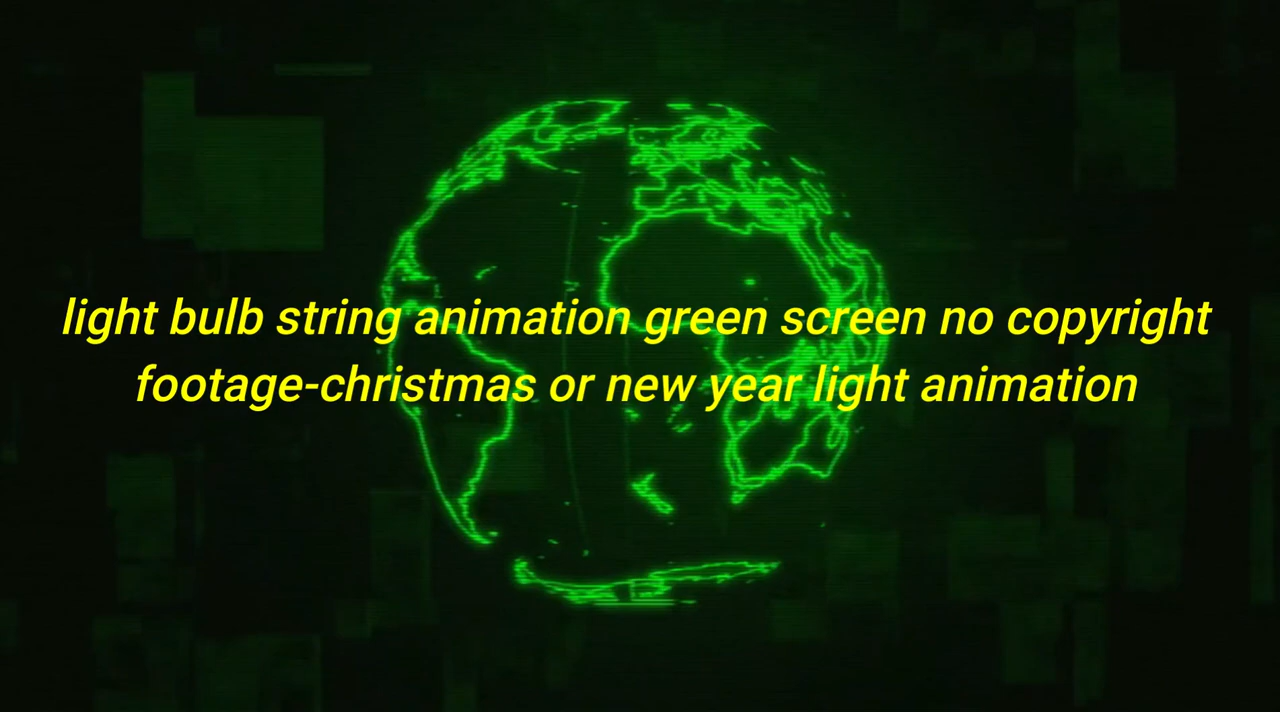 light bulb string animation green screen no copyright
footage-christmas or new year light animation